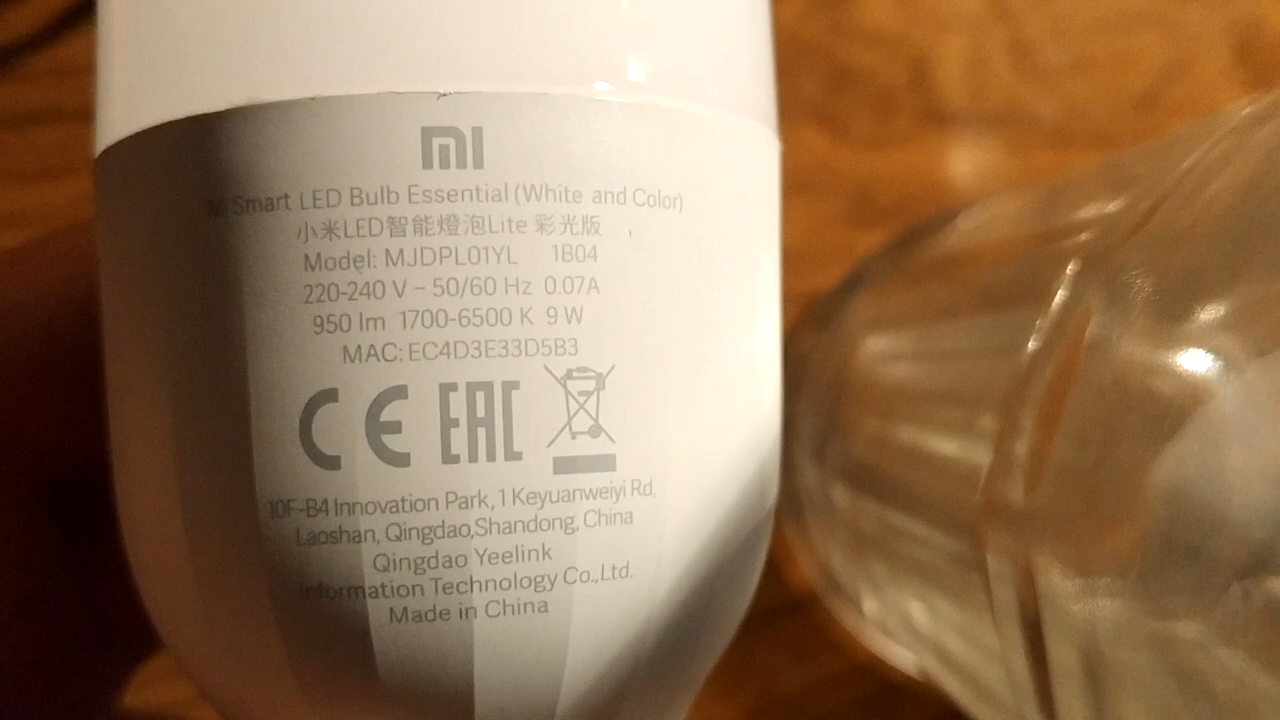 MI
Mi Smart LED Bulb Essential (White and Color)
小米LED智能燈泡Lite 彩光版
Model: MJDPL01YL 1B04
220-240 V ~ 50/60 Hz 0.07A
950 lm 1700-6500 K 9 W
MAC: EC4D3E33D5B3
CE EAC
10F-B4 Innovation Park, 1 Keyuanweiyi Rd,
Laoshan, Qingdao,Shandong, China
Qingdao Yeelink
Information Technology Co.,Ltd.
Made in China